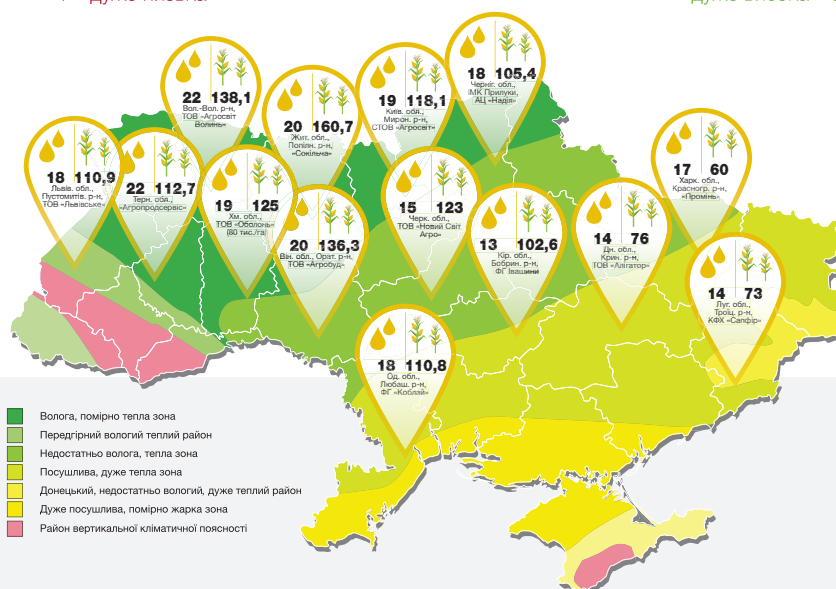 18 105,4
Черніг. обл.,
ІМК Прилуки,
АЦ «Надія»
22 138,1
Вол.-Вол. р-н,
ТОВ «Агросвіт
Волинь»
20 160,7
Жит. обл.,
Попілн. р-н,
«Сокільча»
19 118,1
Київ. обл.,
Мирон. р-н,
СТОВ «Агросвіт»
18 110,9
Львів. обл.,
Пустомитів. р-н,
ТОВ «Львівське»
22 112,7
Терн. обл.,
«Агропродсервіс»
19 125
Хм. обл.,
ТОВ «Оболонь»
(80 тис./га)
20 136,3
Він. обл., Орат. р-н,
ТОВ «Агробуд»
15 123
Черк. обл.,
ТОВ «Новий Світ
Агро»
13 102,6
Кір. обл.,
Бобрин. р-н,
ФГ Івашини
14 76
Дн. обл.,
Крин. р-н,
ТОВ «Алігатор»
17 60
Харк. обл.,
Красногр. р-н,
«Промінь»
14 73
Луг. обл.,
Троїц. р-н,
КФХ «Сапфір»
18 110,8
Од. обл.,
Любаш. р-н,
ФГ «Коблай»
Волога, помірно тепла зона
Передгірний вологий теплий район
Недостатньо волога, тепла зона
Посушлива, дуже тепла зона
Донецький, недостатньо вологий, дуже теплий район
Дуже посушлива, помірно жарка зона
Район вертикальної кліматичної поясності